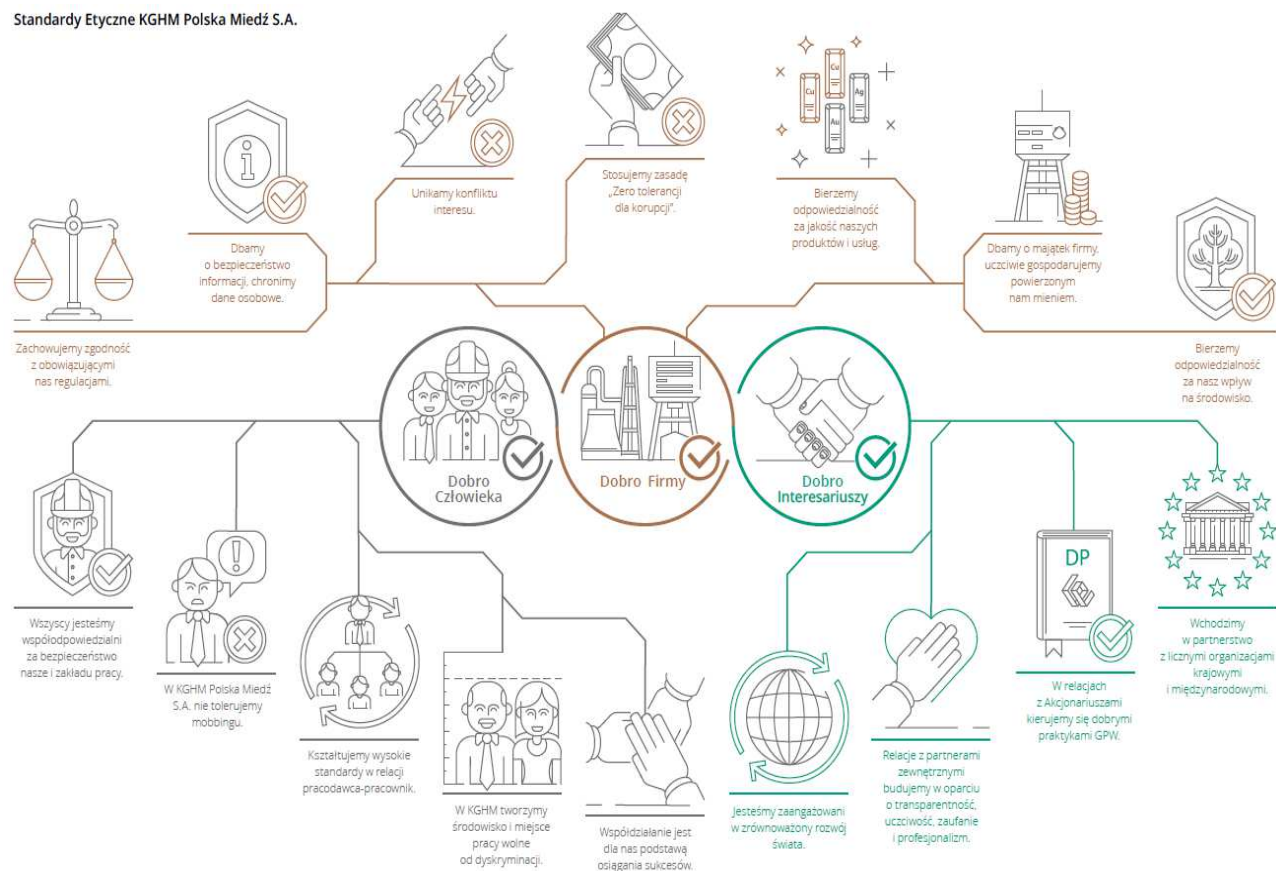 Standardy Etyczne KGHM Polska Miedź S.A.
Zachowujemy zgodność
z obowiązującymi
nas regulacjami.
i
Dbamy
o bezpieczeństwo
informacji, chronimy
dane osobowe.
Unikamy konfliktu
interesu.
Stosujemy zasadę
„Zero tolerancji
dla korupcji”.
Cu
Cu
Ag
Au
Bierzemy
odpowiedzialność
za jakość naszych
produktów i usług.
Dbamy o majątek firmy,
uczciwie gospodarujemy
powierzonym
nam mieniem.
Bierzemy
odpowiedzialność
za nasz wpływ
na środowisko.
Dobro
Człowieka
Dobro Firmy
Dobro
Interesariuszy
Wszyscy jesteśmy
współodpowiedzialni
za bezpieczeństwo
nasze i zakładu pracy.
!
W KGHM Polska Miedź
S.A. nie tolerujemy
mobbingu.
Kształtujemy wysokie
standardy w relacji
pracodawca-pracownik.
W KGHM tworzymy
środowisko i miejsce
pracy wolne
od dyskryminacji.
Współdziałanie jest
dla nas podstawą
osiągania sukcesów.
Jesteśmy zaangażowani
w zrównoważony rozwój
świata.
Relacje z partnerami
zewnętrznymi
budujemy w oparciu
o transparentność,
uczciwość, zaufanie
i profesjonalizm.
DP
W relacjach
z Akcjonariuszami
kierujemy się dobrymi
praktykami GPW.
Wchodzimy
w partnerstwo
z licznymi organizacjami
krajowymi
i międzynarodowymi.